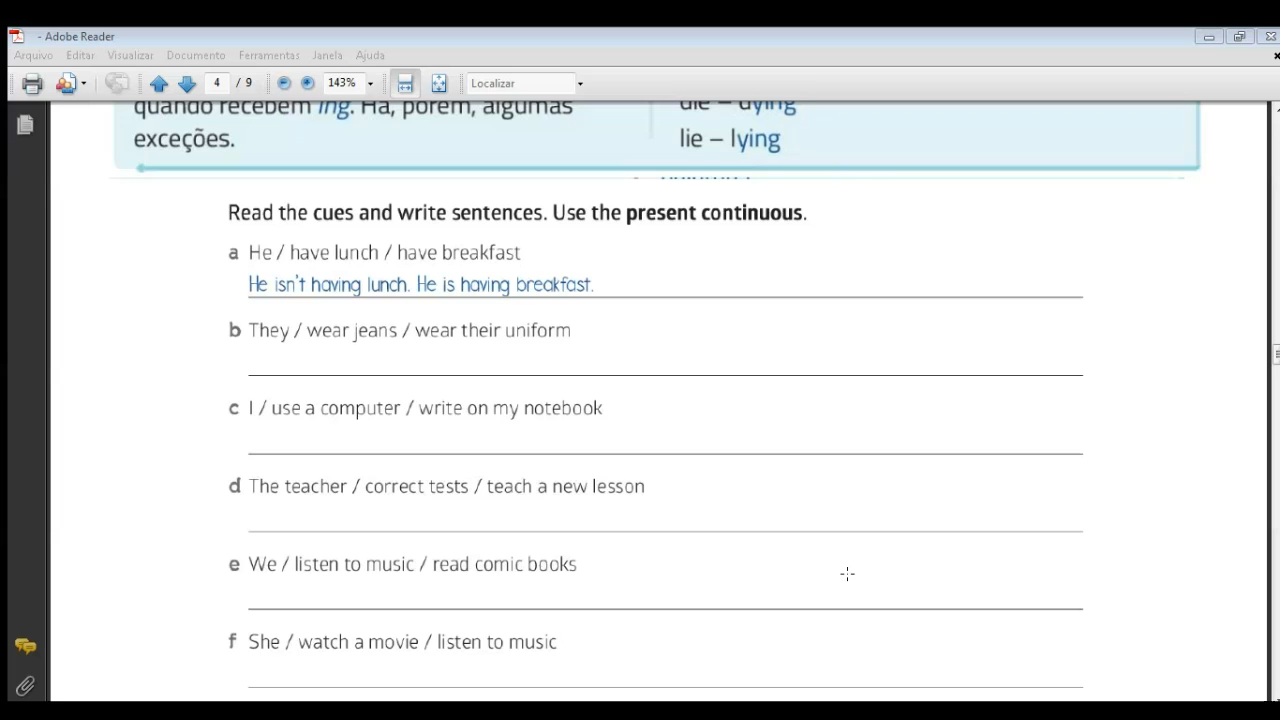 - Adobe Reader
Arquivo Editar Visualizar Documento Ferramentas Janela Ajuda
4 / 9 143% Localizar
quando recebem ing. Há, porém, algumas
exceções.
die – dying
lie – lying
Read the cues and write sentences. Use the present continuous.
a He / have lunch / have breakfast
He isn't having lunch. He is having breakfast.
b They / wear jeans / wear their uniform
c I / use a computer / write on my notebook
d The teacher / correct tests / teach a new lesson
e We / listen to music / read comic books
f She / watch a movie / listen to music